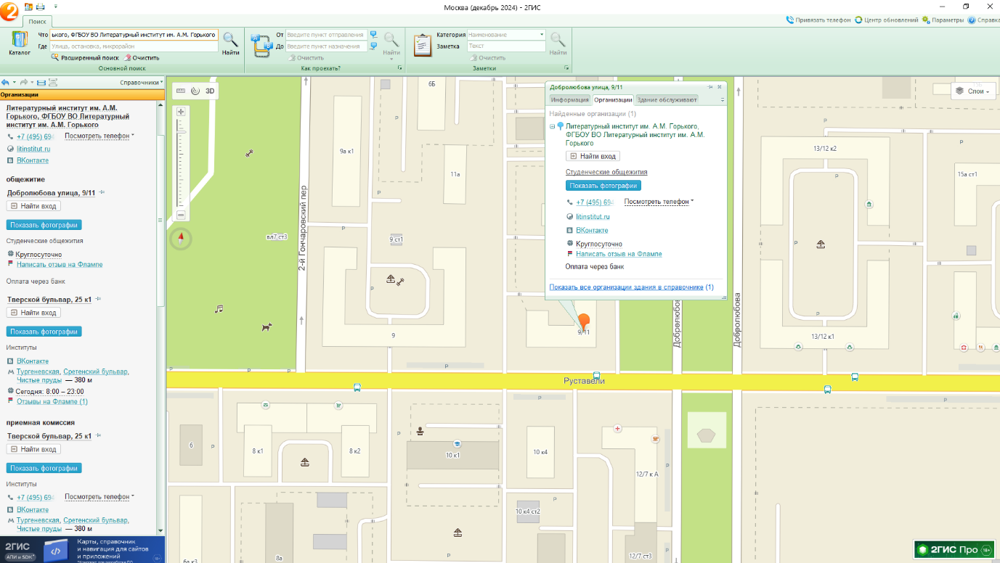 Москва (декабрь 2024) - 2ГИС
Поиск
Привязать телефон
Центр обновлений
Параметры
Справка
Каталог
Что
ького, ФГБОУ ВО Литературный институт им. А.М. Горького
Где
Улица, остановка, микрорайон
Расширенный поиск
Очистить
Найти
Основной поиск
От
Введите пункт отправления
До
Введите пункт назначения
Очистить
Найти
Как проехать?
Категория
Наименование
Заметка
Текст
Очистить
Найти
Заметки
Справочники
Организации
Литературный институт им. А.М.
Горького, ФГБОУ ВО Литературный
институт им. А.М. Горького
+7 (495) 694
Посмотреть телефон
litinstitut.ru
ВКонтакте
общежитие
Добролюбова улица, 9/11
Найти вход
Показать фотографии
Студенческие общежития
Круглосуточно
Написать отзыв на Флампе
Оплата через банк
Тверской бульвар, 25 к1
Найти вход
Показать фотографии
Институты
ВКонтакте
Тургеневская, Сретенский бульвар,
Чистые пруды — 380 м
Сегодня: 8:00 – 23:00
Отзывы на Флампе (1)
приемная комиссия
Тверской бульвар, 25 к1
Найти вход
Показать фотографии
Институты
+7 (495) 694
Посмотреть телефон
ВКонтакте
Тургеневская, Сретенский бульвар,
Чистые пруды — 380 м
2ГИС
АПИ и SDK
Карты, справочник
и навигация для сайтов
и приложений
3D
Слои
Добролюбова улица, 9/11
Информация
Организации
Здание обслуживают
Найденные организации (1)
Литературный институт им. А.М. Горького,
ФГБОУ ВО Литературный институт им. А.М.
Горького
Найти вход
Студенческие общежития
Показать фотографии
+7 (495) 694
Посмотреть телефон
litinstitut.ru
ВКонтакте
Круглосуточно
Написать отзыв на Флампе
Оплата через банк
Показать все организации здания в справочнике (1)
6Б
9а к1
11а
вл7 ст3
2-й Гончаровский пер
9 ст1
9
9/11
Добролюбова
Добролюбова
13/12 к2
15а ст1
13/12 к1
Руставели
6
8 к1
8 к2
10 к1
10 к4
12/7 к А
10 к4 ст2
12/7 ст3
6а к3
8а
2ГИС Про
18+